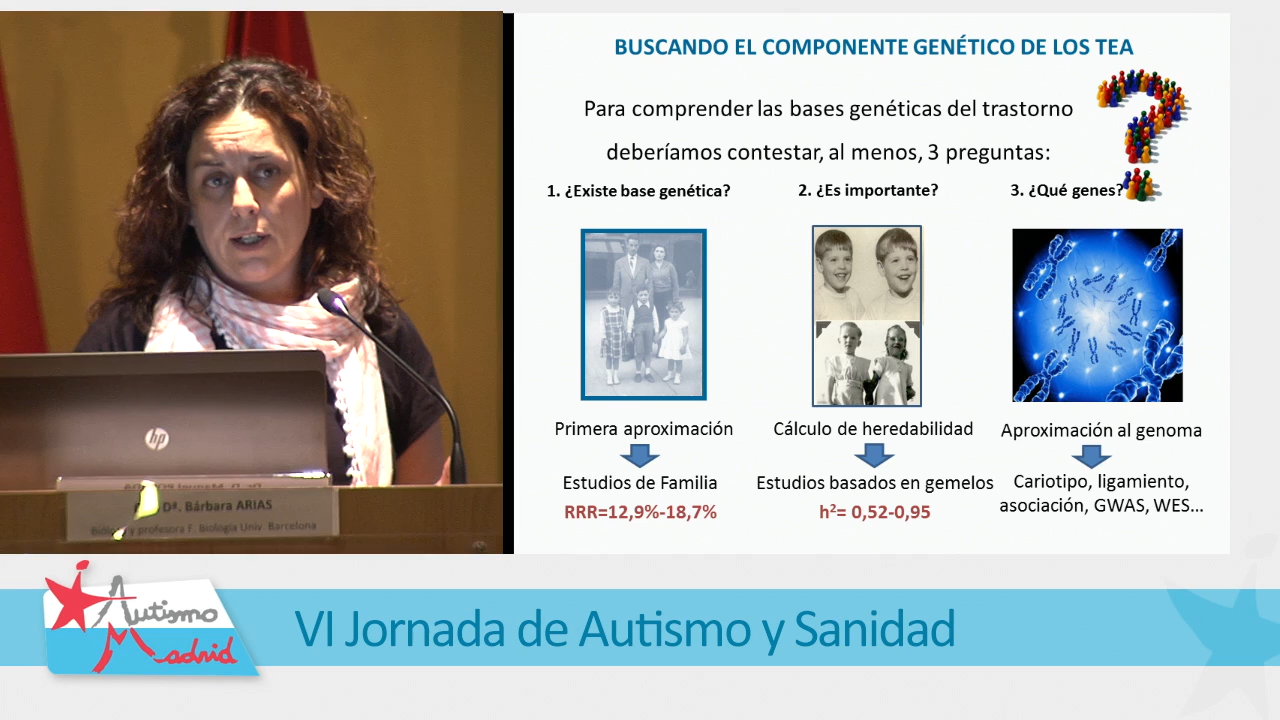 BUSCANDO EL COMPONENTE GENÉTICO DE LOS TEA
Para comprender las bases genéticas del trastorno
deberíamos contestar, al menos, 3 preguntas:
1. ¿Existe base genética?
2. ¿Es importante?
3. ¿Qué genes?
Primera aproximación
Cálculo de heredabilidad
Aproximación al genoma
Estudios de Familia
Estudios basados en gemelos
Cariotipo, ligamiento,
asociación, GWAS, WES...
RRR=12,9%-18,7%
h²= 0,52-0,95
hp
Dª. Bárbara ARIAS
Bióloga y profesora F. Biología Univ. Barcelona
Autismo
Madrid
VI Jornada de Autismo y Sanidad